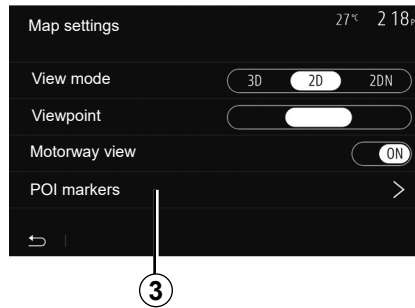 Map settings 27℃ 2 18
View mode 3D 2D 2DN
Viewpoint
Motorway view ON
POI markers >
3